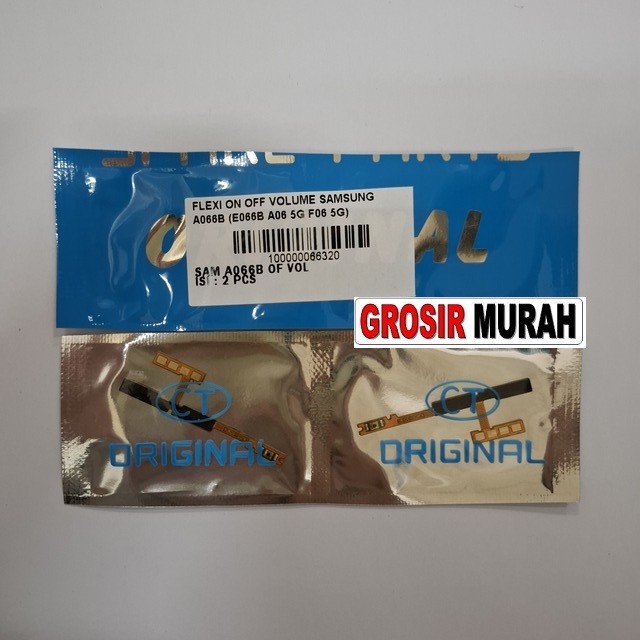 FLEXI ON OFF VOLUME SAMSUNG
A066B (E066B A06 5G F06 5G)
100000066320
SAM A066B OF VOL
ISI : 2 PCS
GROSIR MURAH
CT
ORIGINAL
CT
ORIGINAL